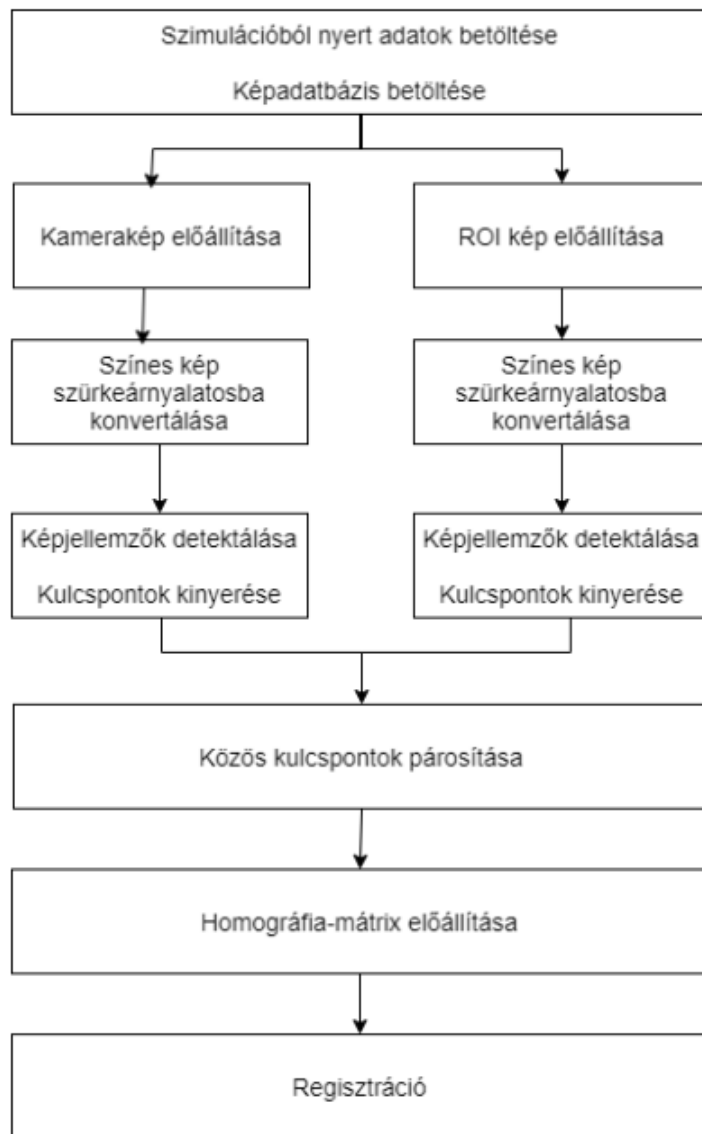 Szimulációból nyert adatok betöltése
Képadatbázis betöltése
Kamerakép előállítása
ROI kép előállítása
Színes kép
szürkeárnyalatosba
konvertálása
Színes kép
szürkeárnyalatosba
konvertálása
Képjellemzők detektálása
Kulcspontok kinyerése
Képjellemzők detektálása
Kulcspontok kinyerése
Közös kulcspontok párosítása
Homográfia-mátrix előállítása
Regisztráció